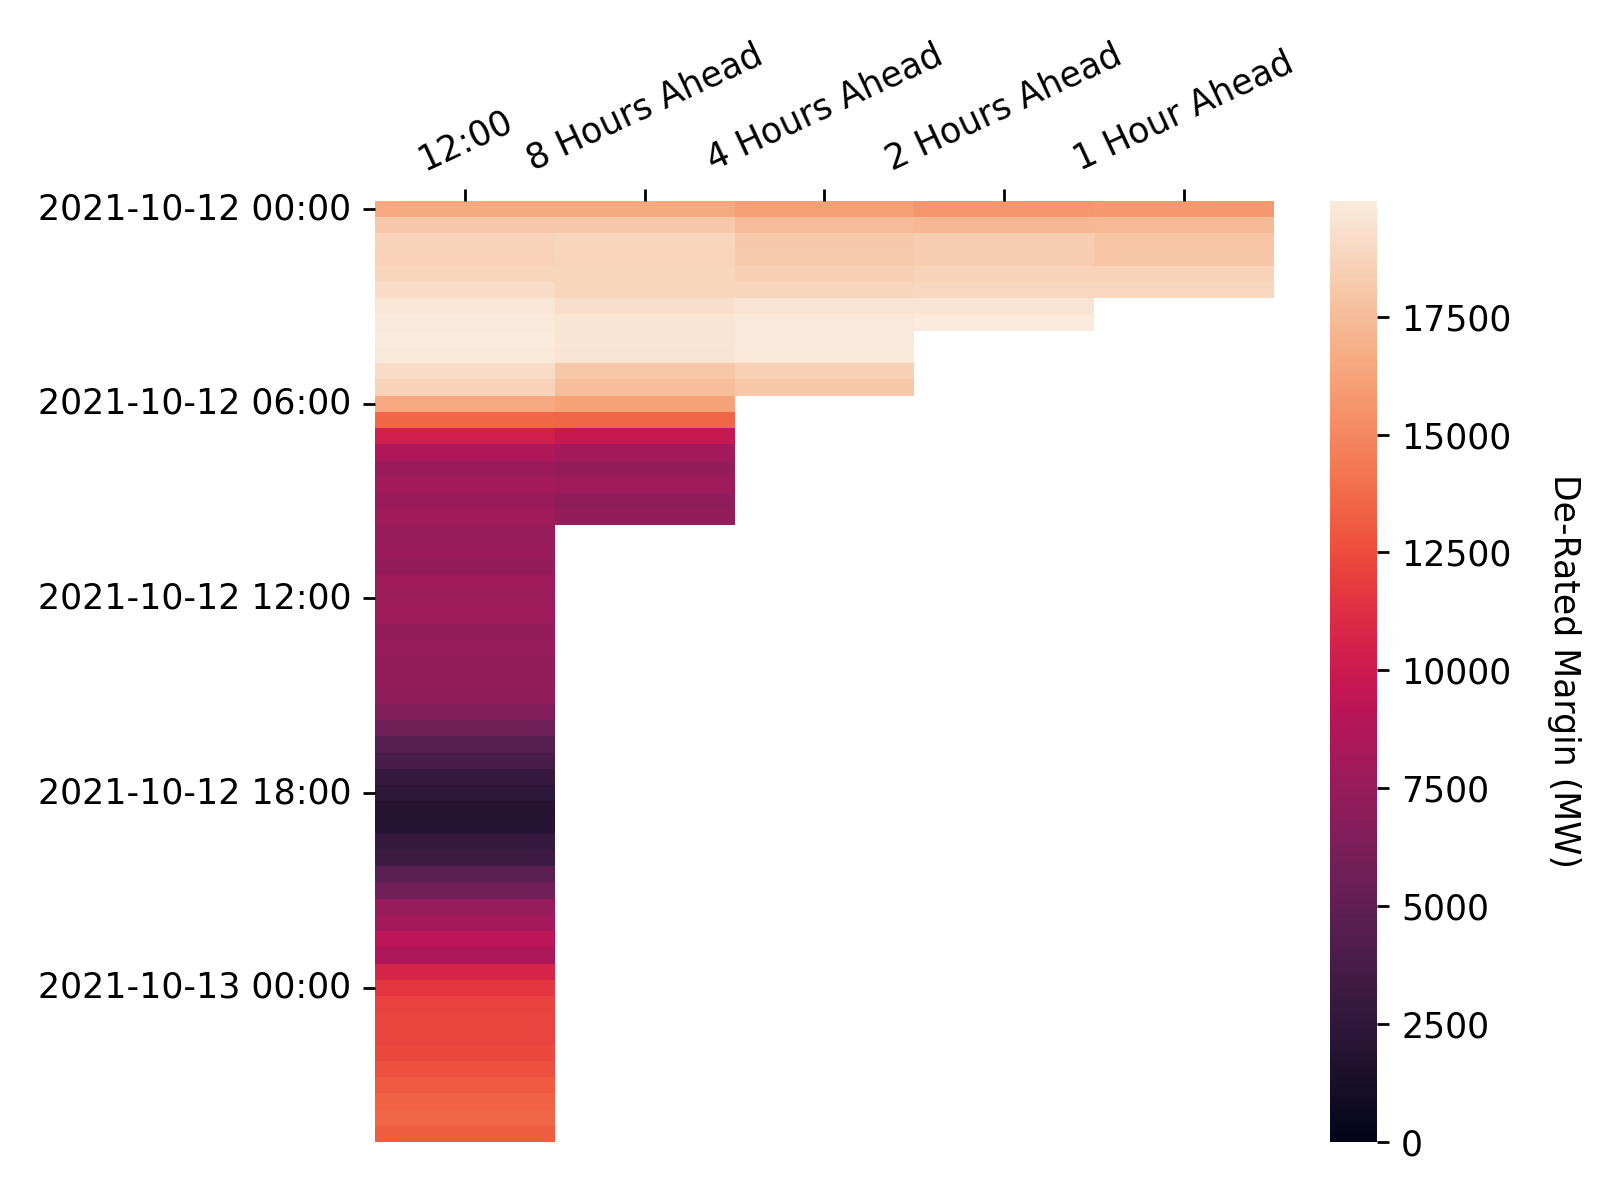 12:00
8 Hours Ahead
4 Hours Ahead
2 Hours Ahead
1 Hour Ahead
2021-10-12 00:00
2021-10-12 06:00
2021-10-12 12:00
2021-10-12 18:00
2021-10-13 00:00
17500
15000
12500
10000
7500
5000
2500
0
De-Rated Margin (MW)